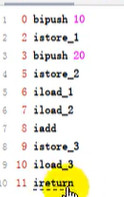 1 0 bipush 10
2 2 istore_1
3 3 bipush 20
4 5 istore_2
5 6 iload_1
6 7 iload_2
7 8 iadd
8 9 istore_3
9 10 iload_3
10 11 ireturn